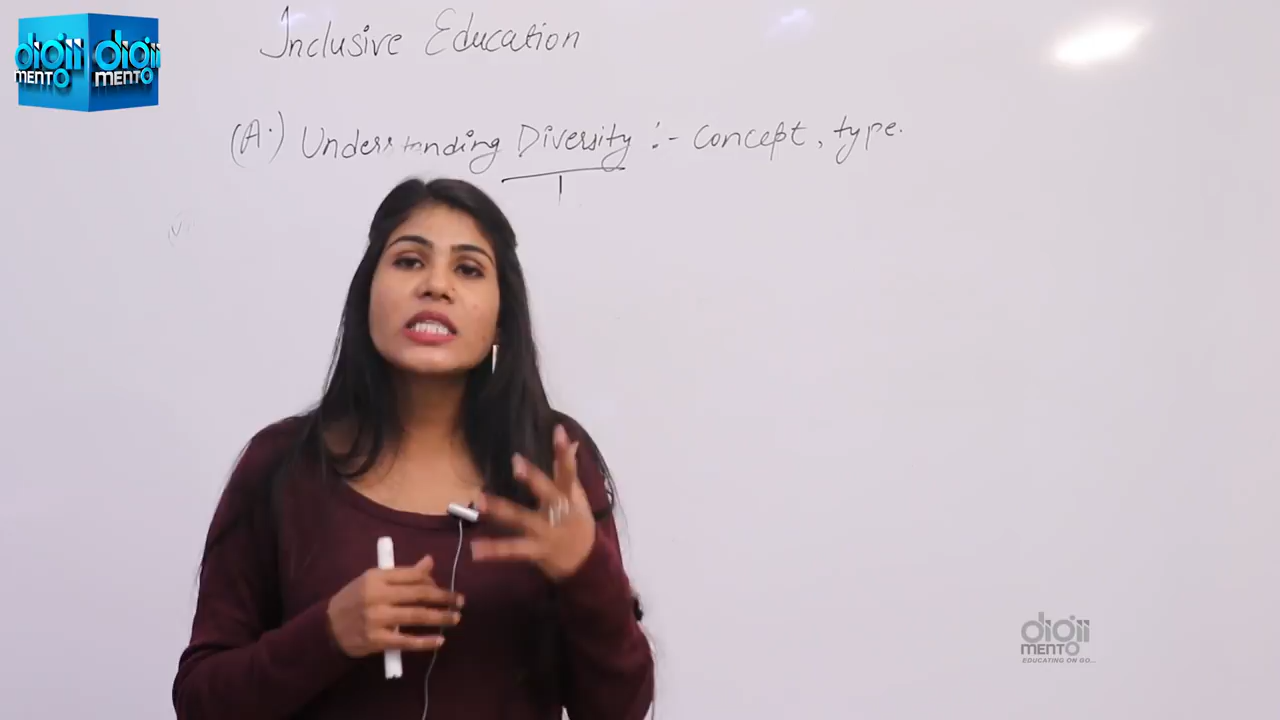 Inclusive Education
(A.) Understanding Diversity :- Concept, type.
digii digii
MENTO MENTO
digii
MENTO
EDUCATING ON GO...